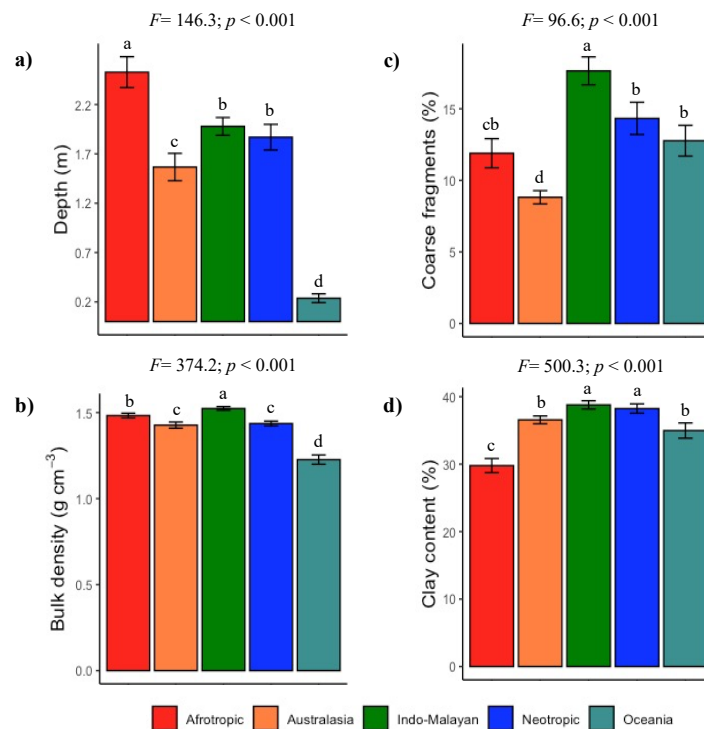 F= 146.3; p < 0.001
a)
Depth (m)
2.2
1.7
1.2
0.7
0.2
a
c
b
b
d
F= 96.6; p < 0.001
c)
Coarse fragments (%)
15
10
5
0
cb
d
a
b
b
F= 374.2; p < 0.001
b)
Bulk density (g cm⁻³)
1.5
1.0
0.5
0.0
b
c
a
c
d
F= 500.3; p < 0.001
d)
Clay content (%)
40
30
20
10
0
c
b
a
a
b
Afrotropic Australasia Indo-Malayan Neotropic Oceania